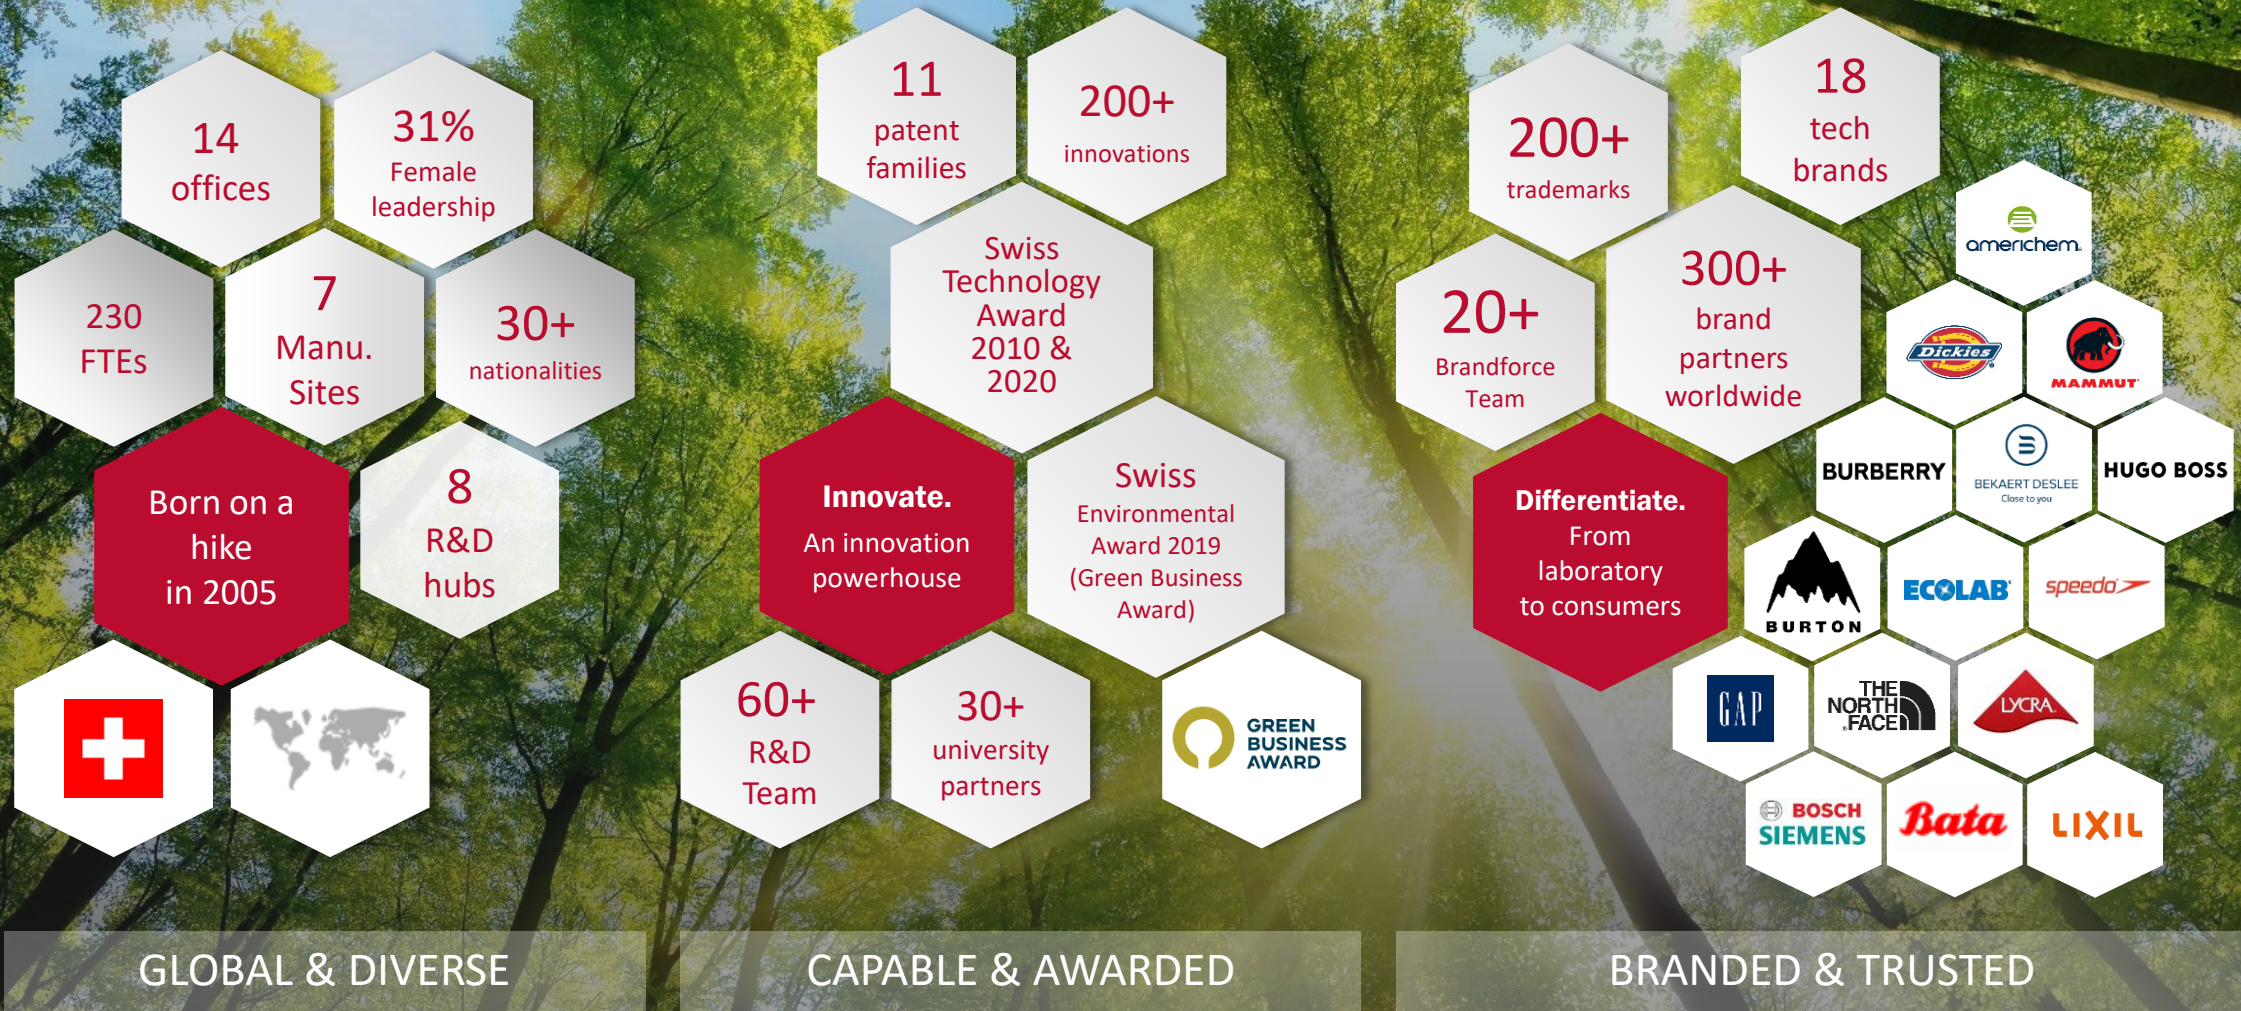 14
offices
31%
Female
leadership
230
FTEs
7
Manu.
Sites
30+
nationalities
Born on a
hike
in 2005
8
R&D
hubs
GLOBAL & DIVERSE
11
patent
families
200+
innovations
Swiss
Technology
Award
2010 &
2020
Innovate.
An innovation
powerhouse
Swiss
Environmental
Award 2019
(Green Business
Award)
60+
R&D
Team
30+
university
partners
GREEN
BUSINESS
AWARD
CAPABLE & AWARDED
200+
trademarks
18
tech
brands
20+
Brandforce
Team
300+
brand
partners
worldwide
Differentiate.
From
laboratory
to consumers
americhem
Dickies
MAMMUT
BURBERRY
BEKAERT DESLEE
Close to you
HUGO BOSS
BURTON
ECOLAB
speedo
GAP
THE
NORTH
FACE
LYCRA
BOSCH
SIEMENS
Bata
LIXIL
BRANDED & TRUSTED